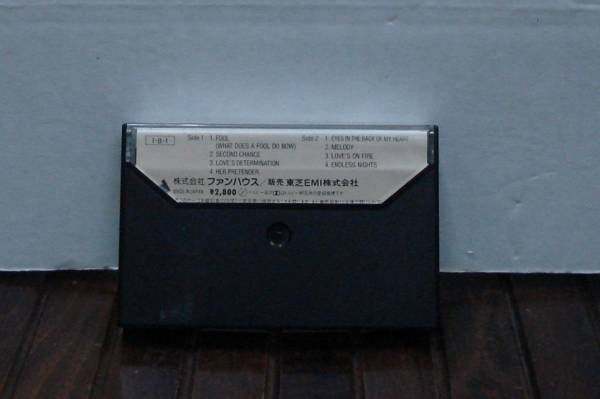 I-B-I
Side 1 1. FOOL
(WHAT DOES A FOOL DO NOW)
2. SECOND CHANCE
3. LOVE'S DETERMINATION
4. HER PRETENDER
Side 2 1. EYES IN THE BACK OF MY HEART
2. MELODY
3. LOVE'S ON FIRE
4. ENDLESS NIGHTS
株式会社 ファンハウス/販売 東芝EMI株式会社
MADE IN JAPAN ¥2,800